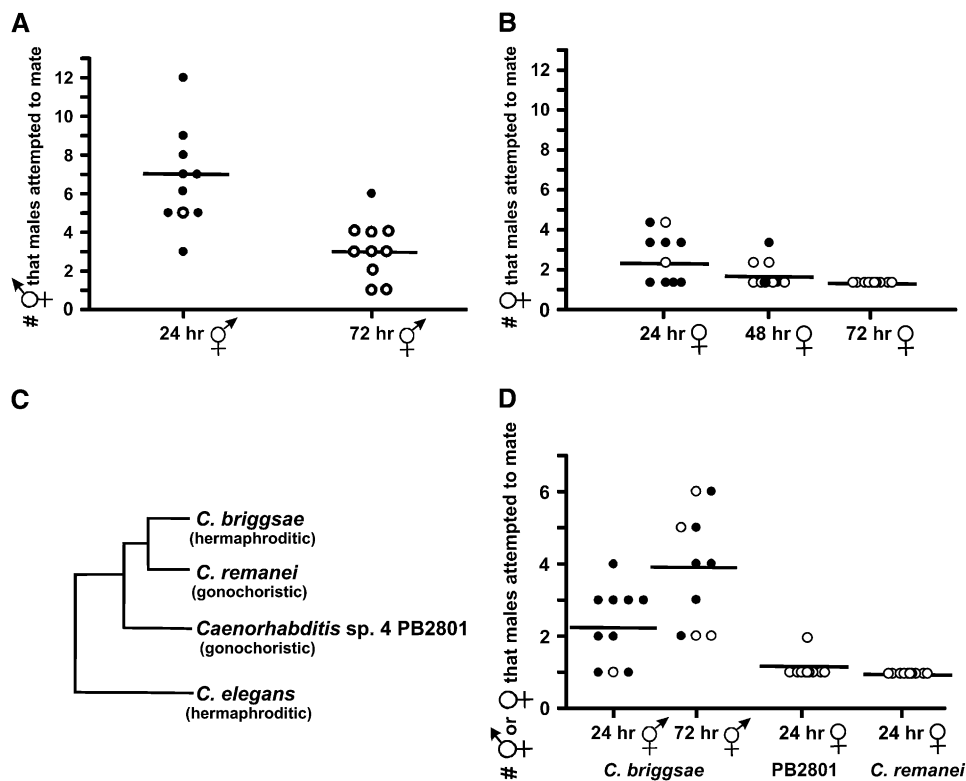 A
# ⚥ that males attempted to mate
12
10
8
6
4
2
0
24 hr ⚥
72 hr ⚥
B
# ♀ that males attempted to mate
12
10
8
6
4
2
0
24 hr ♀
48 hr ♀
72 hr ♀
C
C. briggsae
(hermaphroditic)
C. remanei
(gonochoristic)
Caenorhabditis sp. 4 PB2801
(gonochoristic)
C. elegans
(hermaphroditic)
D
# ⚥ or ♀ that males attempted to mate
6
4
2
0
24 hr ⚥
72 hr ⚥
24 hr ♀
24 hr ♀
C. briggsae
PB2801
C. remanei